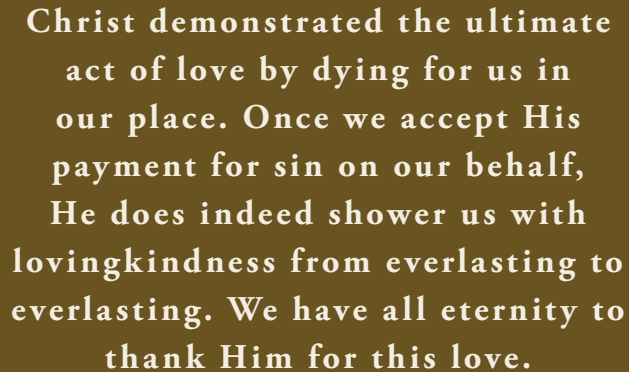 Christ demonstrated the ultimate
act of love by dying for us in
our place. Once we accept His
payment for sin on our behalf,
He does indeed shower us with
lovingkindness from everlasting to
everlasting. We have all eternity to
thank Him for this love.